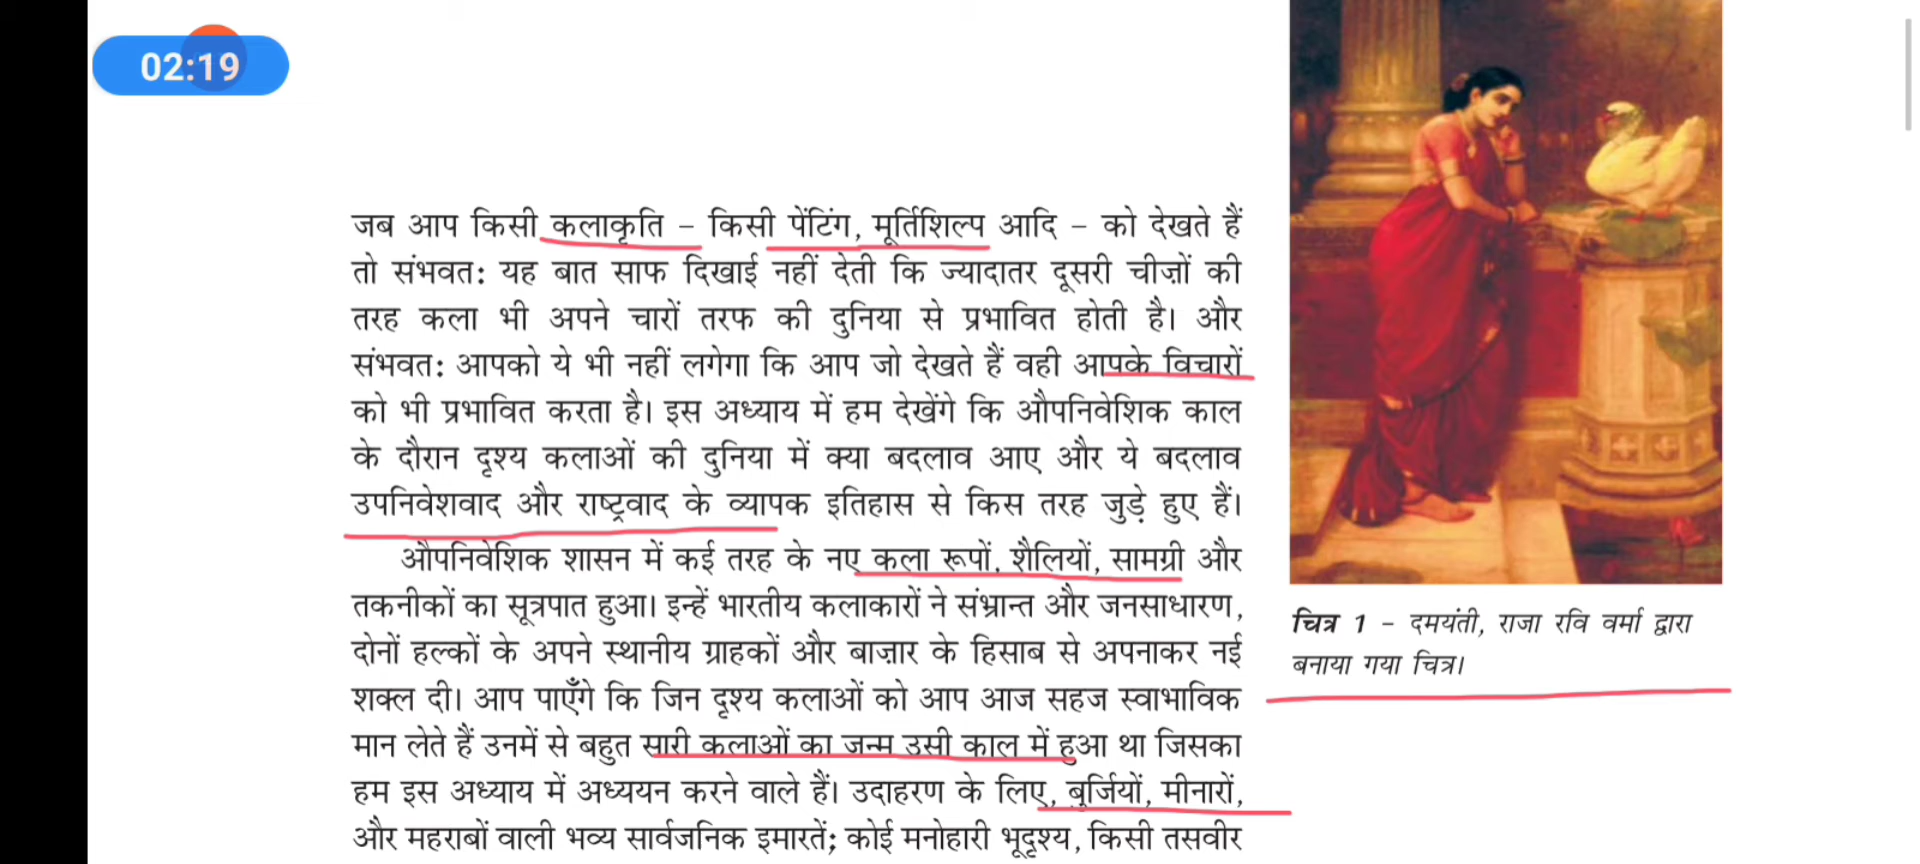 02:19
जब आप किसी कलाकृति – किसी पेंटिंग, मूर्तिशिल्प आदि – को देखते हैं
तो संभवत: यह बात साफ दिखाई नहीं देती कि ज्यादातर दूसरी चीज़ों की
तरह कला भी अपने चारों तरफ की दुनिया से प्रभावित होती है। और
संभवत: आपको ये भी नहीं लगेगा कि आप जो देखते हैं वही आपके विचारों
को भी प्रभावित करता है। इस अध्याय में हम देखेंगे कि औपनिवेशिक काल
के दौरान दृश्य कलाओं की दुनिया में क्या बदलाव आए और ये बदलाव
उपनिवेशवाद और राष्ट्रवाद के व्यापक इतिहास से किस तरह जुड़े हुए हैं।
औपनिवेशिक शासन में कई तरह के नए कला रूपों, शैलियों, सामग्री और
तकनीकों का सूत्रपात हुआ। इन्हें भारतीय कलाकारों ने संभ्रान्त और जनसाधारण,
दोनों हल्कों के अपने स्थानीय ग्राहकों और बाज़ार के हिसाब से अपनाकर नई
शक्ल दी। आप पाएँगे कि जिन दृश्य कलाओं को आप आज सहज स्वाभाविक
मान लेते हैं उनमें से बहुत सारी कलाओं का जन्म उसी काल में हुआ था जिसका
हम इस अध्याय में अध्ययन करने वाले हैं। उदाहरण के लिए, बुर्जियों, मीनारों,
और महराबों वाली भव्य सार्वजनिक इमारतें; कोई मनोहारी भूदृश्य, किसी तसवीर
चित्र 1 – दमयंती, राजा रवि वर्मा द्वारा
बनाया गया चित्र।